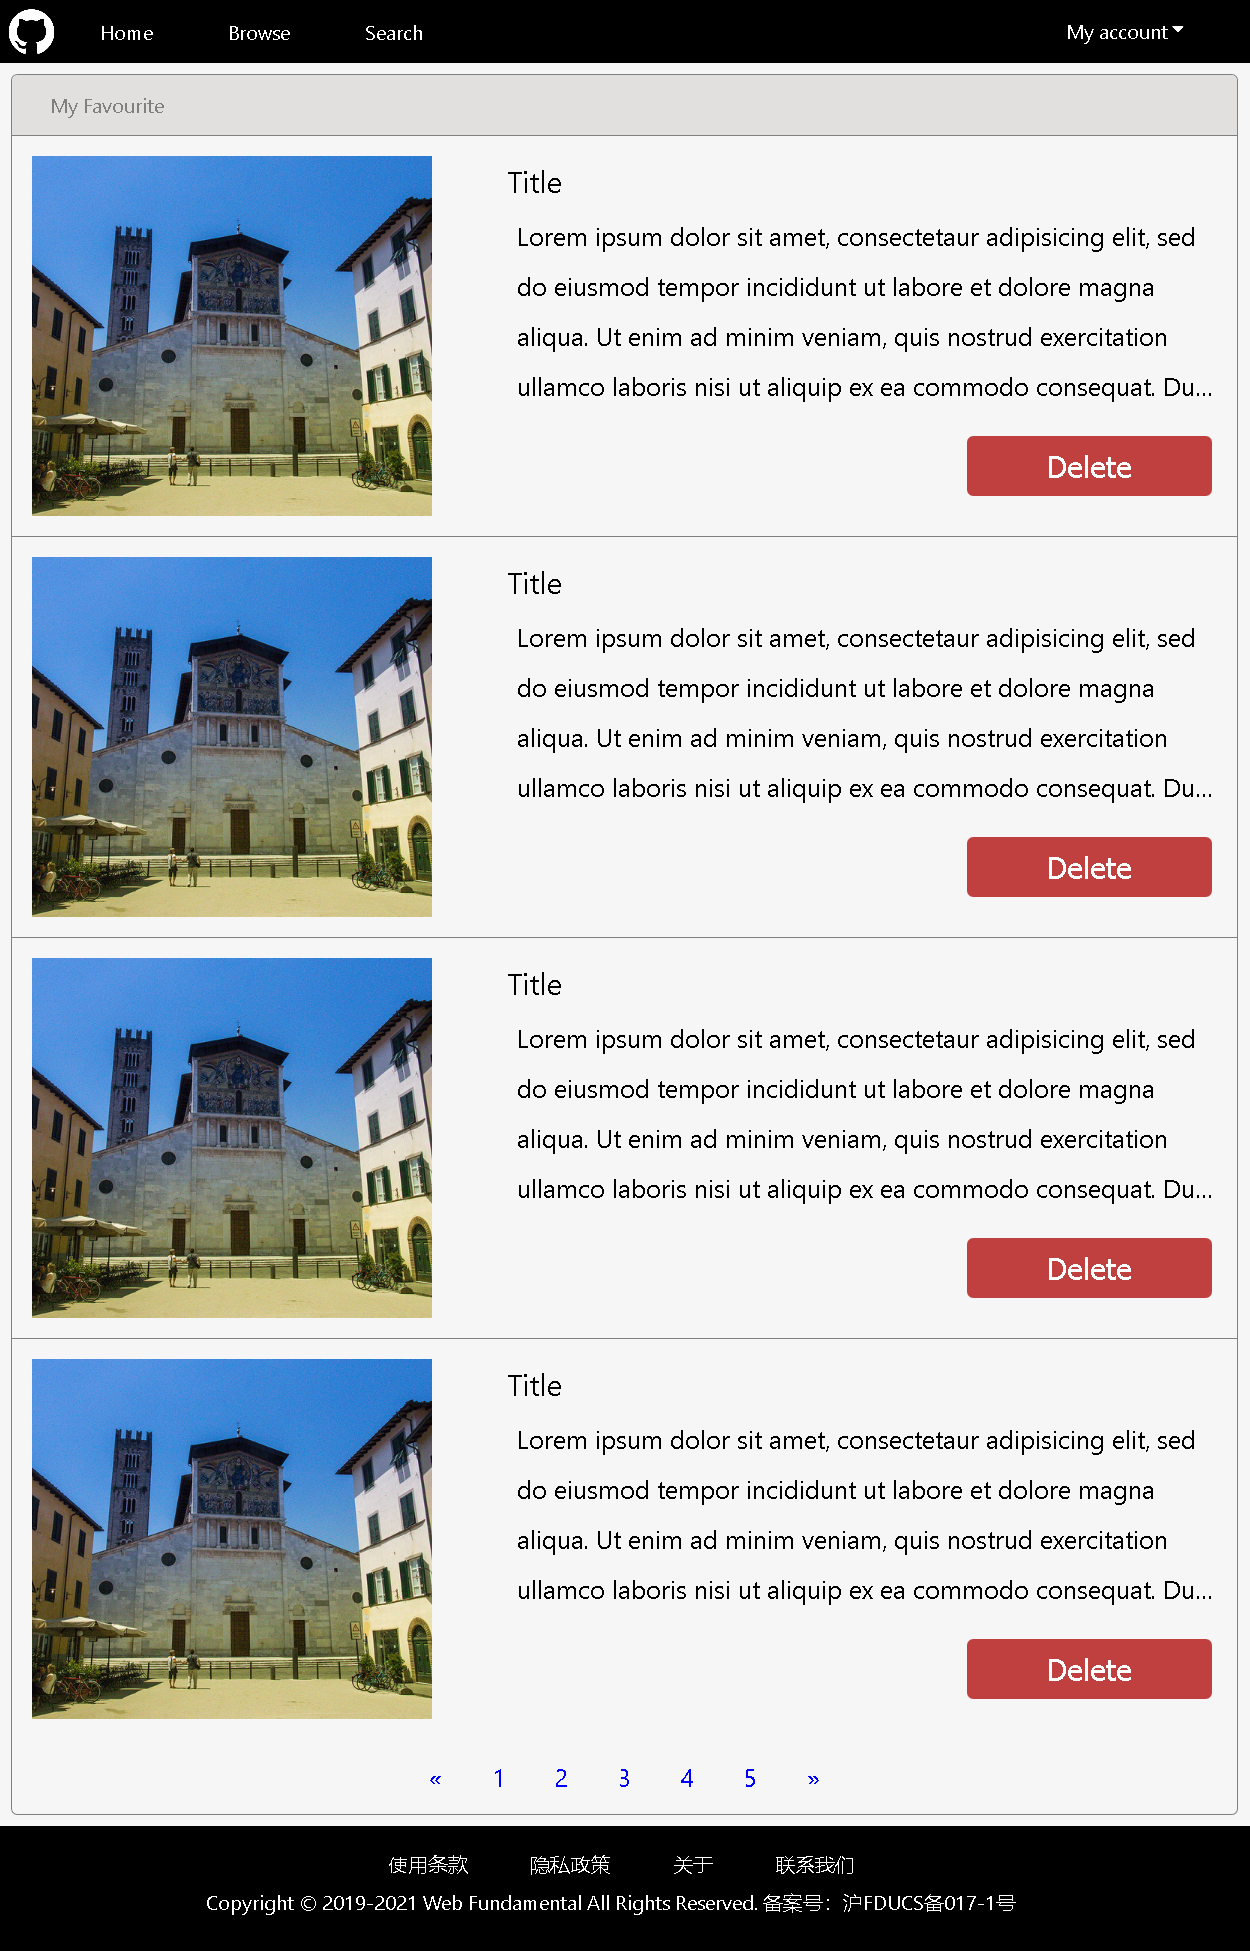 Home Browse Search My account
My Favourite
Title
Lorem ipsum dolor sit amet, consectetaur adipisicing elit, sed
do eiusmod tempor incididunt ut labore et dolore magna
aliqua. Ut enim ad minim veniam, quis nostrud exercitation
ullamco laboris nisi ut aliquip ex ea commodo consequat. Du...
Delete
Title
Lorem ipsum dolor sit amet, consectetaur adipisicing elit, sed
do eiusmod tempor incididunt ut labore et dolore magna
aliqua. Ut enim ad minim veniam, quis nostrud exercitation
ullamco laboris nisi ut aliquip ex ea commodo consequat. Du...
Delete
Title
Lorem ipsum dolor sit amet, consectetaur adipisicing elit, sed
do eiusmod tempor incididunt ut labore et dolore magna
aliqua. Ut enim ad minim veniam, quis nostrud exercitation
ullamco laboris nisi ut aliquip ex ea commodo consequat. Du...
Delete
Title
Lorem ipsum dolor sit amet, consectetaur adipisicing elit, sed
do eiusmod tempor incididunt ut labore et dolore magna
aliqua. Ut enim ad minim veniam, quis nostrud exercitation
ullamco laboris nisi ut aliquip ex ea commodo consequat. Du...
Delete
« 1 2 3 4 5 »
使用条款 隐私政策 关于 联系我们
Copyright © 2019-2021 Web Fundamental All Rights Reserved. 备案号：沪FDUCS备017-1号